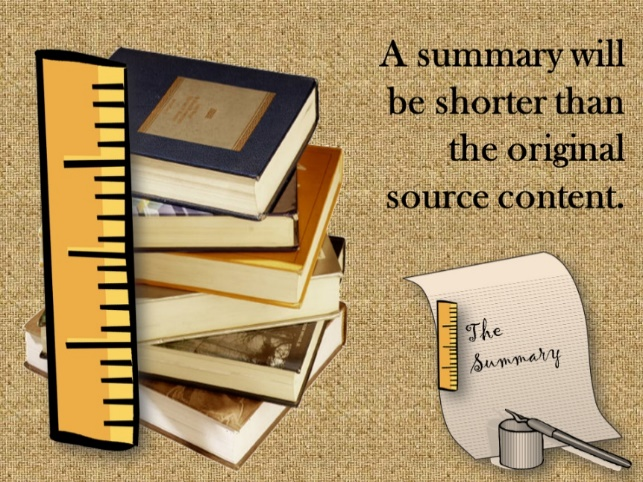 A summary will
be shorter than
the original
source content.
The
Summary